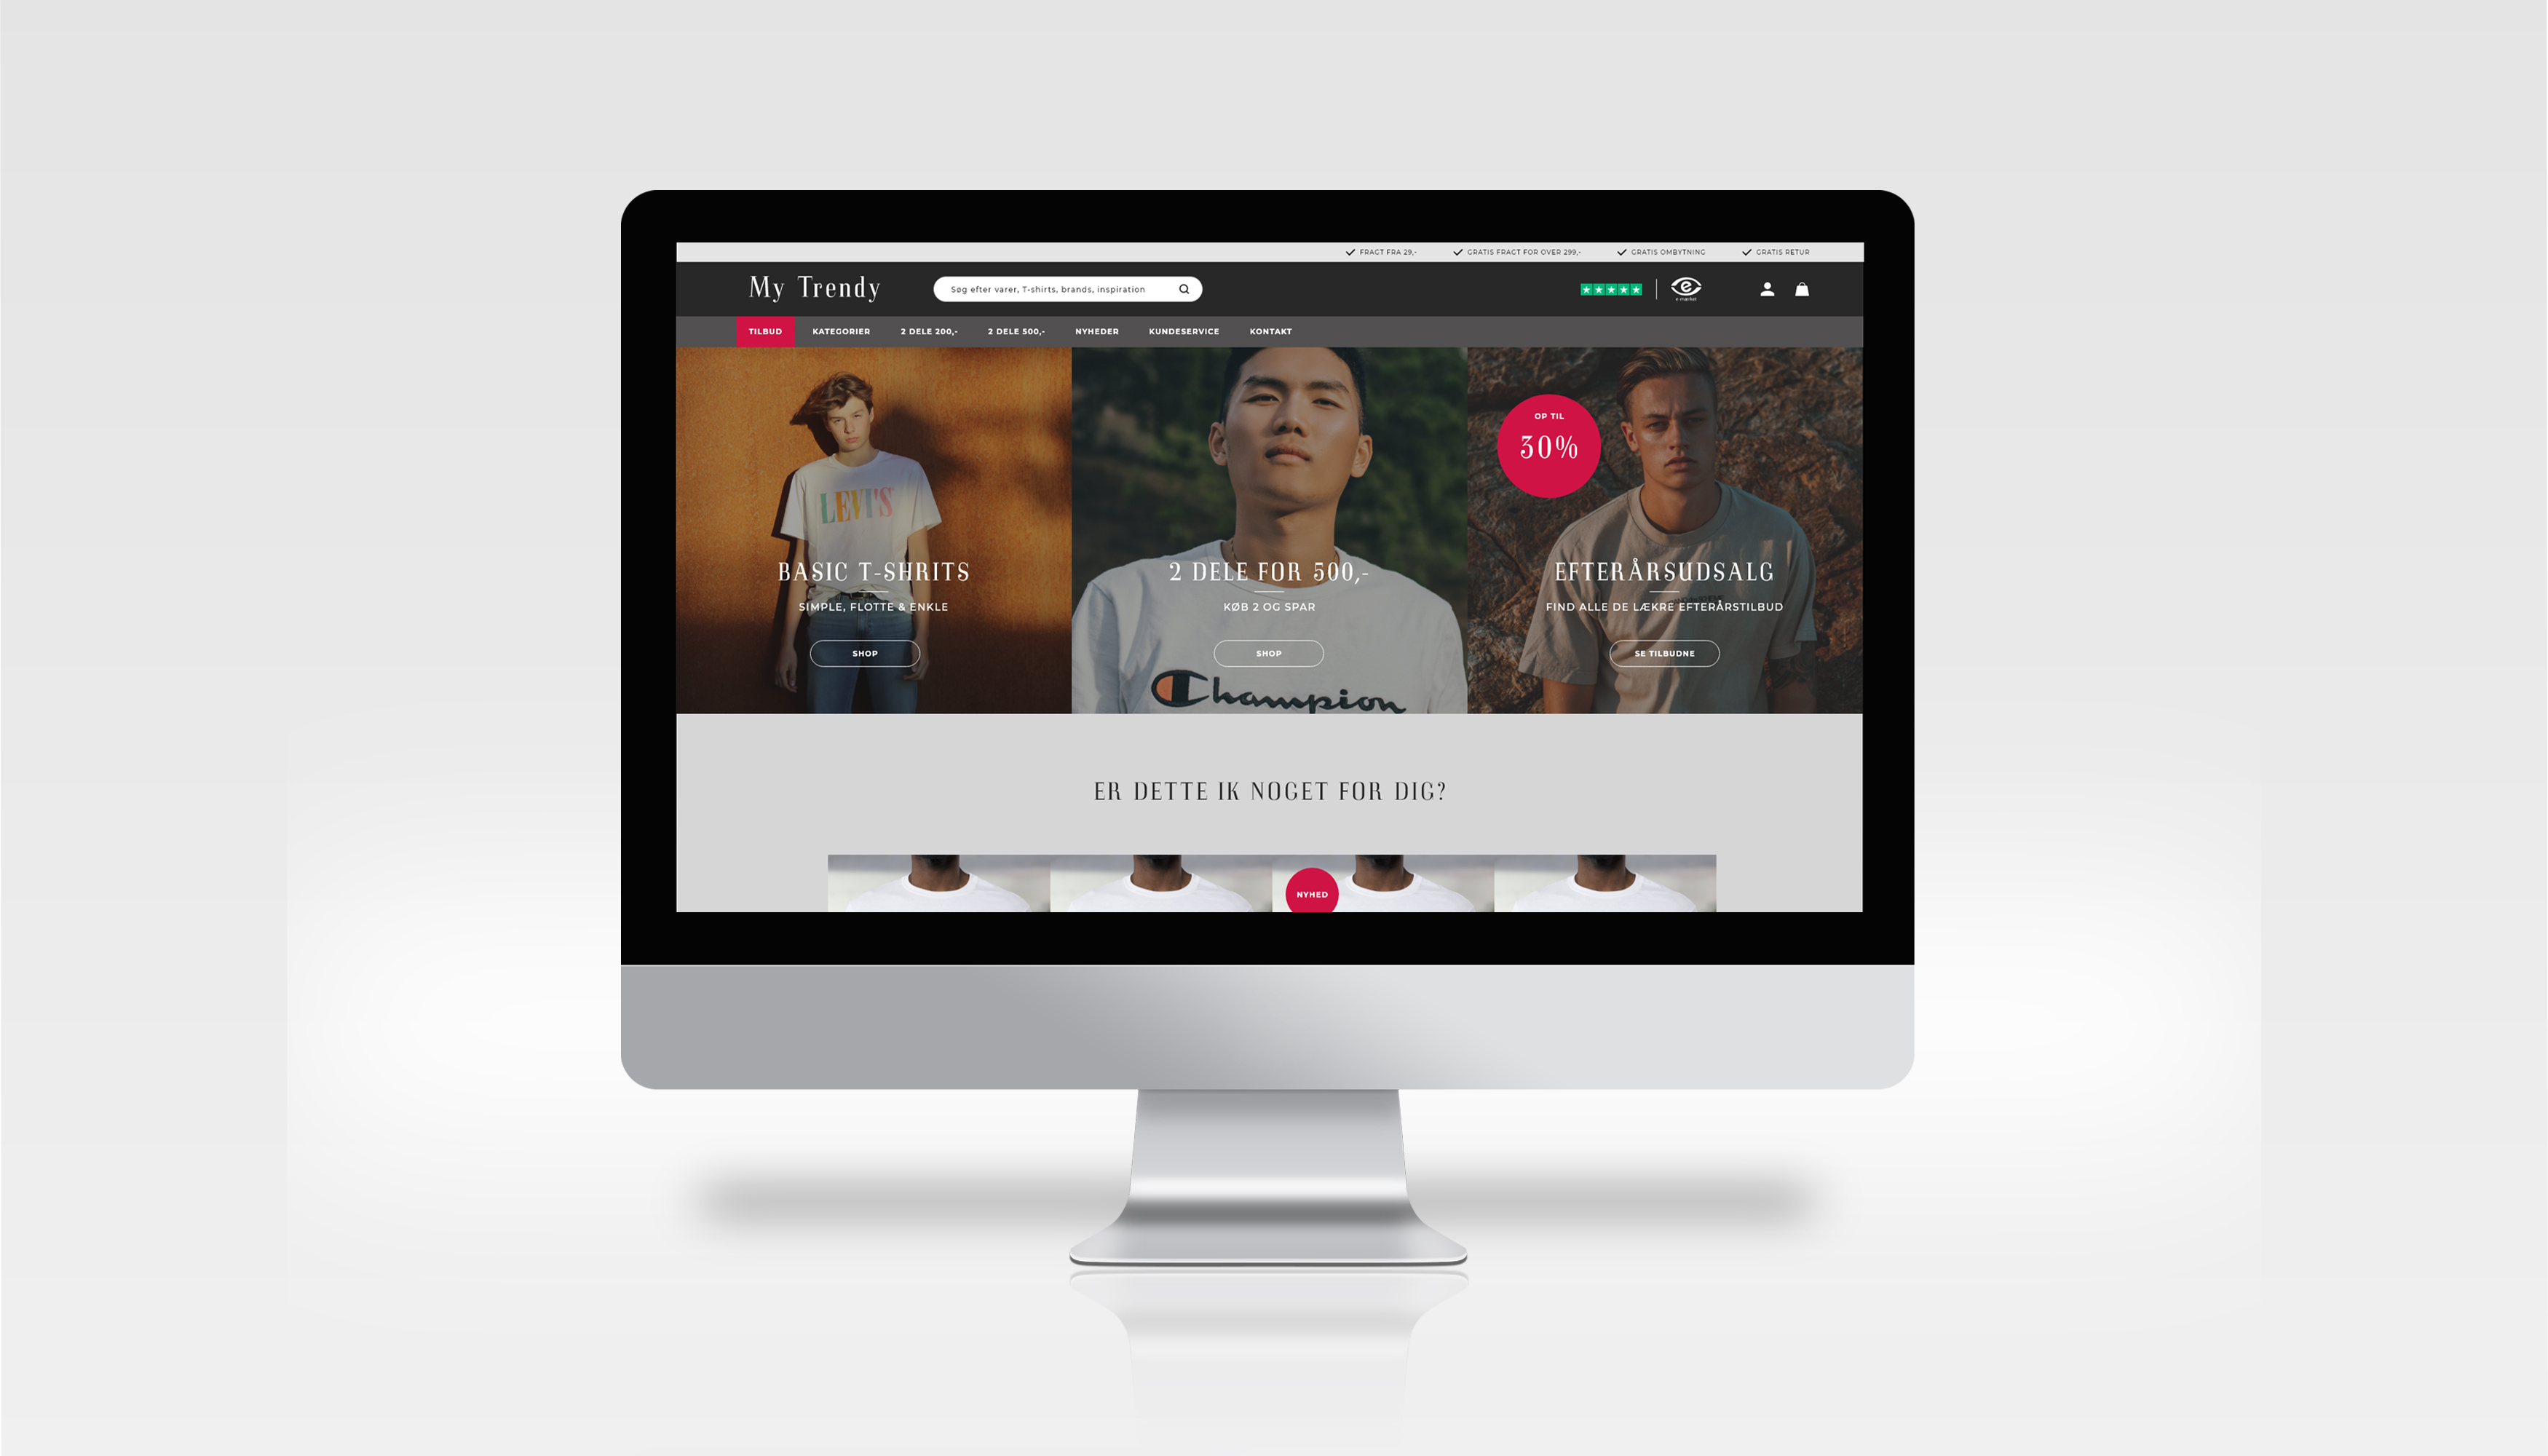 FRAGT FRA 29,- GRATIS FRAGT FOR OVER 299,- GRATIS OMBYTNING GRATIS RETUR
My Trendy Søg efter varer, T-shirts, brands, inspiration e-mærket
TILBUD KATEGORIER 2 DELE 200,- 2 DELE 500,- NYHEDER KUNDESERVICE KONTAKT
OP TIL
30%
LEVI'S
BASIC T-SHRITS
SIMPLE, FLOTTE & ENKLE
SHOP
2 DELE FOR 500,-
KØB 2 OG SPAR
SHOP
Champion
EFTERÅRSUDSALG
FIND ALLE DE LÆKRE EFTERÅRSTILBUD
SE TILBUDNE
ER DETTE IK NOGET FOR DIG?
NYHED